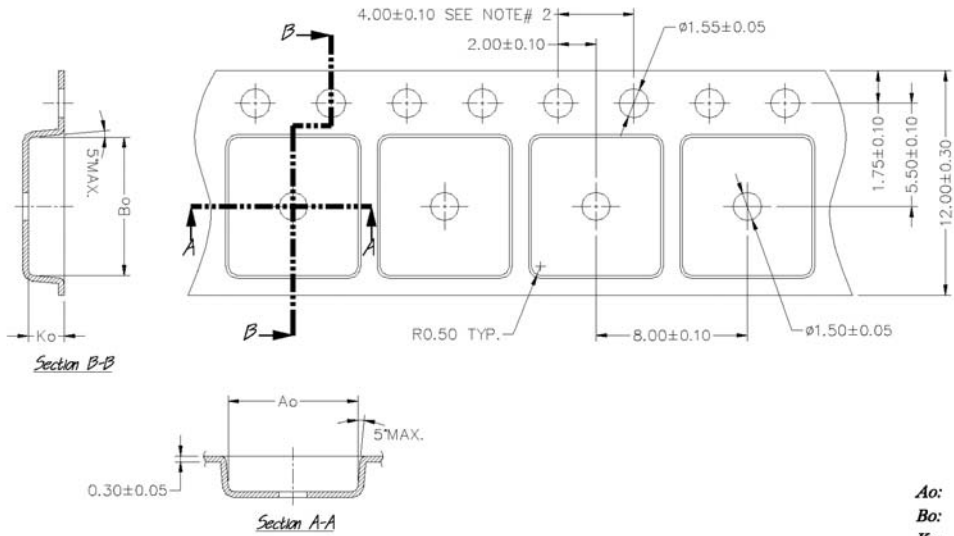 4.00±0.10 SEE NOTE# 2
B
2.00±0.10
ø1.55±0.05
5°MAX.
Bo
1.75±0.10
5.50±0.10
12.00±0.30
A
A
Ko
B
R0.50 TYP.
8.00±0.10
ø1.50±0.05
Section B-B
Ao
5°MAX.
0.30±0.05
Section A-A
Ao:
Bo: